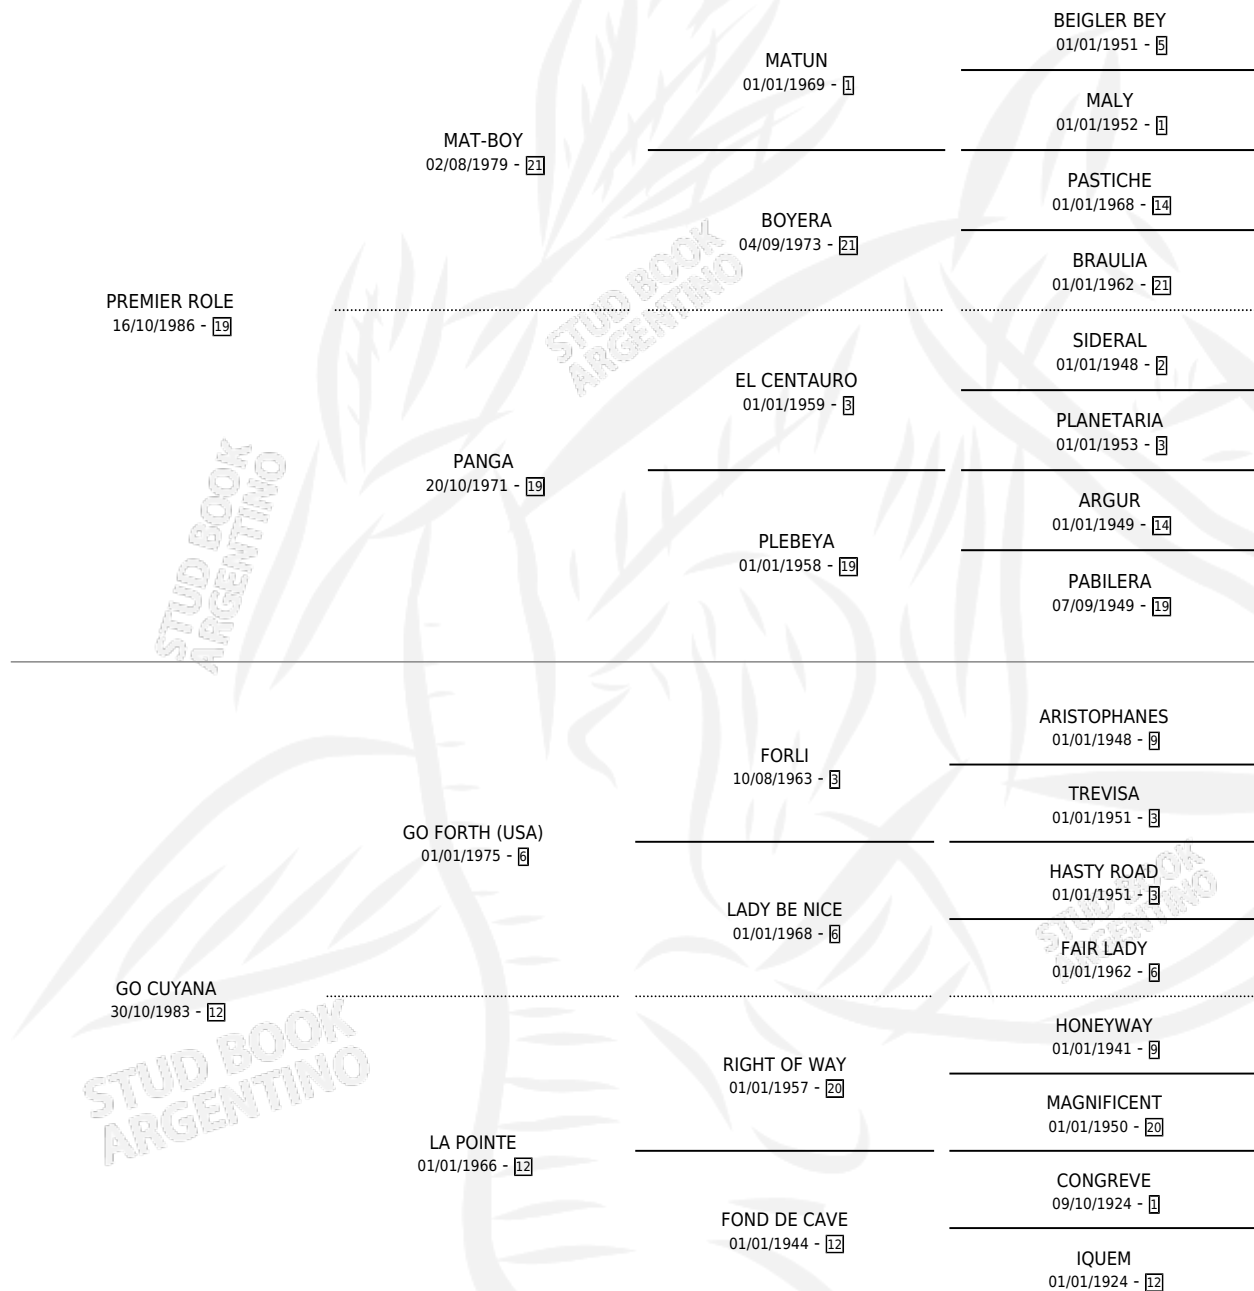 BEIGLER BEY
01/01/1951 - 5
MATUN
01/01/1969 - 1
MALY
01/01/1952 - 1
MAT-BOY
02/08/1979 - 21
PASTICHE
01/01/1968 - 14
BOYERA
04/09/1973 - 21
BRAULIA
01/01/1962 - 21
PREMIER ROLE
16/10/1986 - 19
SIDERAL
01/01/1948 - 2
EL CENTAURO
01/01/1959 - 3
PLANETARIA
01/01/1953 - 3
PANGA
20/10/1971 - 19
ARGUR
01/01/1949 - 14
PLEBEYA
01/01/1958 - 19
PABILERA
07/09/1949 - 19
ARISTOPHANES
01/01/1948 - 9
FORLI
10/08/1963 - 3
TREVISA
01/01/1951 - 3
GO FORTH (USA)
01/01/1975 - 6
HASTY ROAD
01/01/1951 - 3
LADY BE NICE
01/01/1968 - 6
FAIR LADY
01/01/1962 - 6
GO CUYANA
30/10/1983 - 12
HONEYWAY
01/01/1941 - 9
RIGHT OF WAY
01/01/1957 - 20
MAGNIFICENT
01/01/1950 - 20
LA POINTE
01/01/1966 - 12
CONGREVE
09/10/1924 - 1
FOND DE CAVE
01/01/1944 - 12
IQUEM
01/01/1924 - 12
STUD BOOK
ARGENTINO
STUD BOOK
ARGENTINO
STUD BOOK
ARGENTINO
STUD BOOK
ARGENTINO